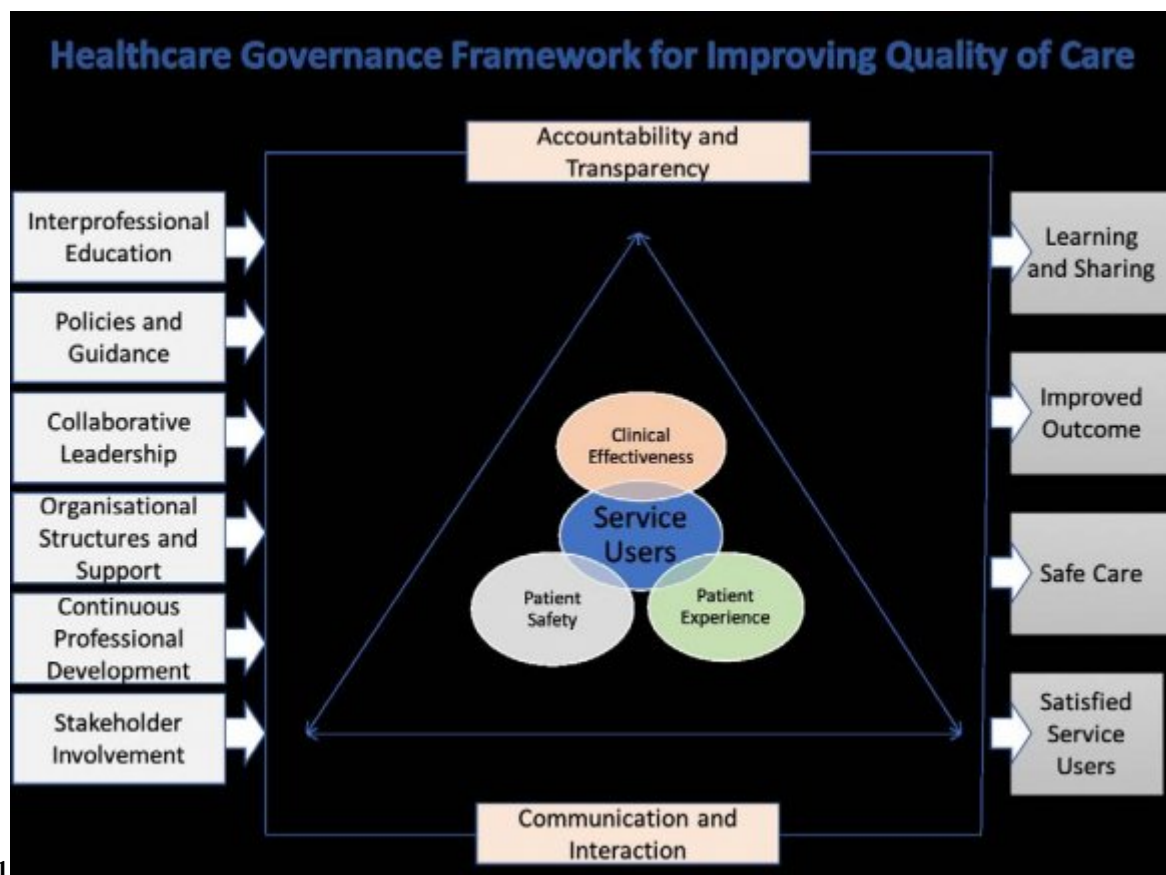 Healthcare Governance Framework for Improving Quality of Care
Accountability and
Transparency
Interprofessional
Education
Policies and
Guidance
Collaborative
Leadership
Organisational
Structures and
Support
Continuous
Professional
Development
Stakeholder
Involvement
Clinical
Effectiveness
Service
Users
Patient
Safety
Patient
Experience
Learning
and Sharing
Improved
Outcome
Safe Care
Satisfied
Service
Users
Communication and
Interaction
1